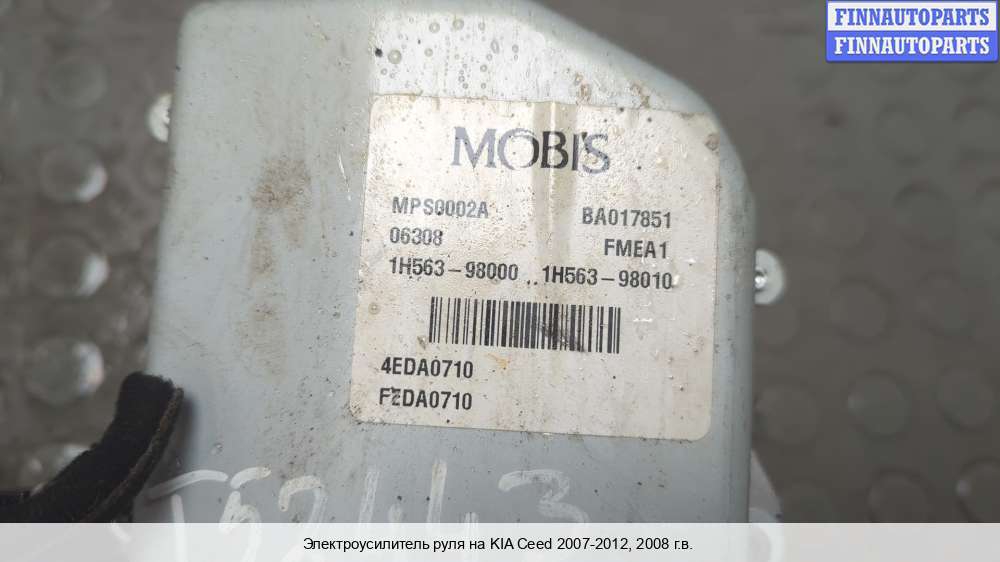 FINNAUTOPARTS
FINNAUTOPARTS
MOBIS
MPS0002A BA017851
06308 FMEA1
1H563-98000 1H563-98010
4EDA0710
FEDA0710
Электроусилитель руля на KIA Ceed 2007-2012, 2008 г.в.